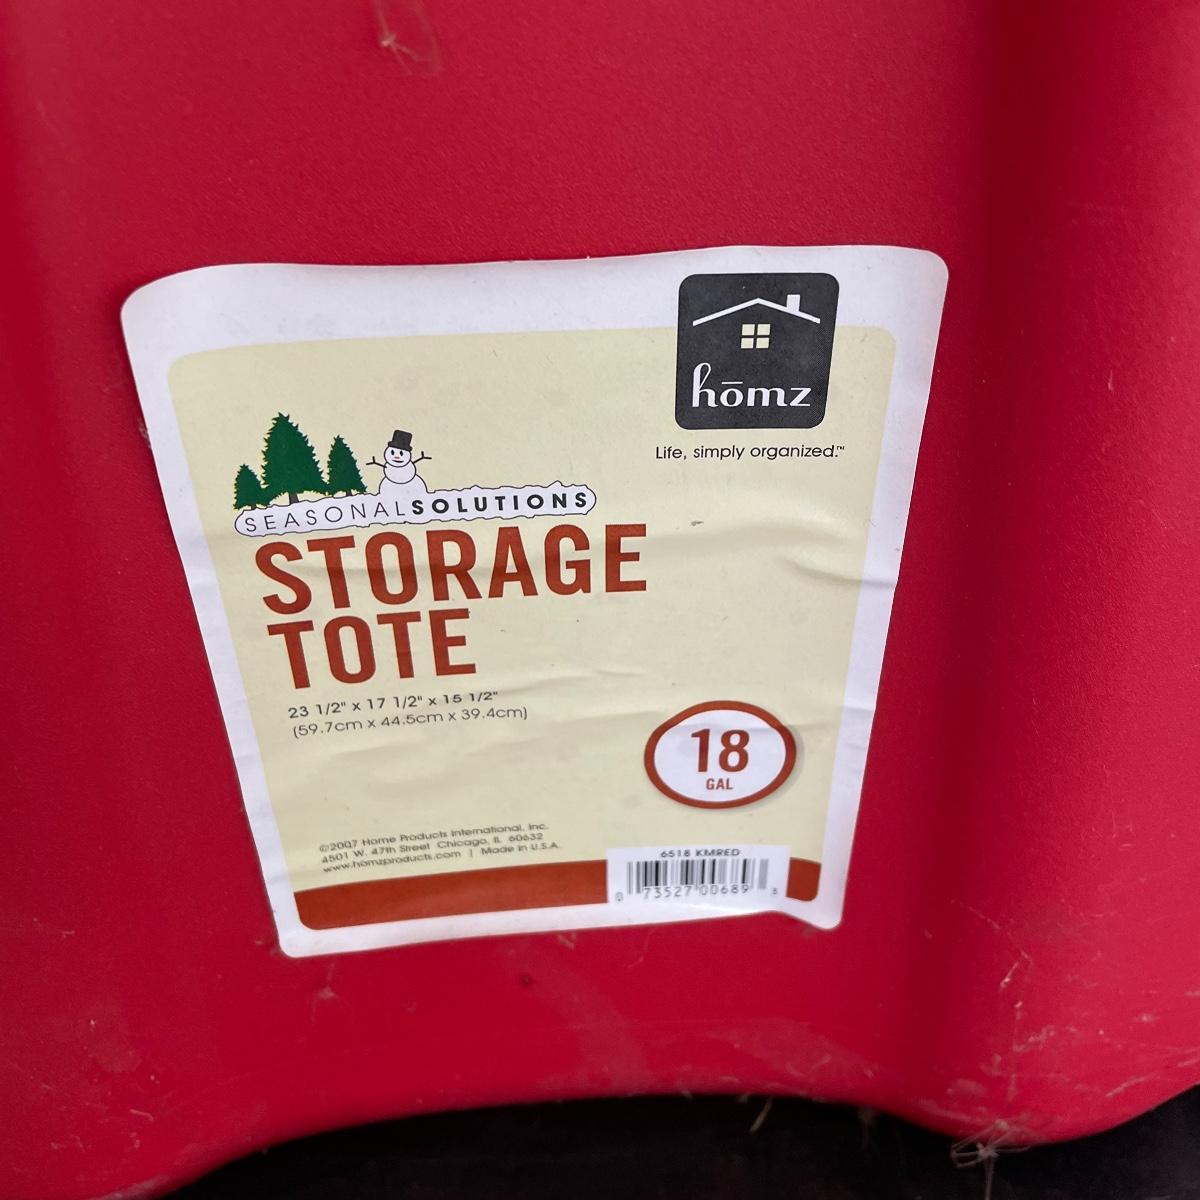 hōmz
Life, simply organized.™
SEASONALSOLUTIONS
STORAGE
TOTE
23 1/2" x 17 1/2" x 15 1/2"
(59.7cm x 44.5cm x 39.4cm)
18
GAL
©2007 Home Products International, Inc.
4501 W. 47th Street Chicago, IL 60632
www.homzproducts.com | Made in U.S.A.
6518 KMRED
0 73527 00689